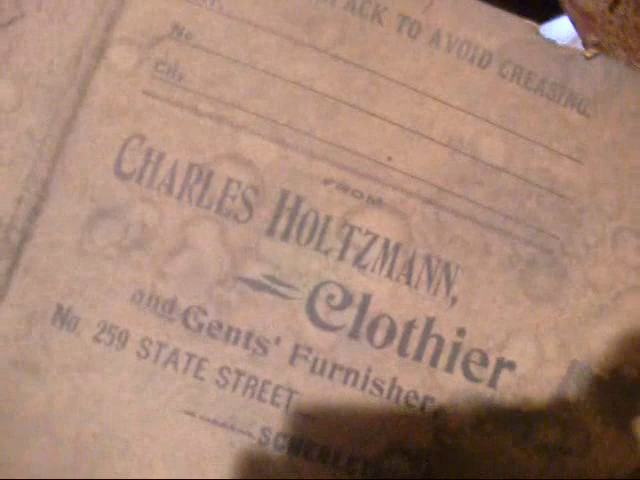 ACK TO AVOID CREASING.
No.
City,
FROM
CHARLES HOLTZMANN,
Clothier
and Gents' Furnisher,
No. 259 STATE STREET